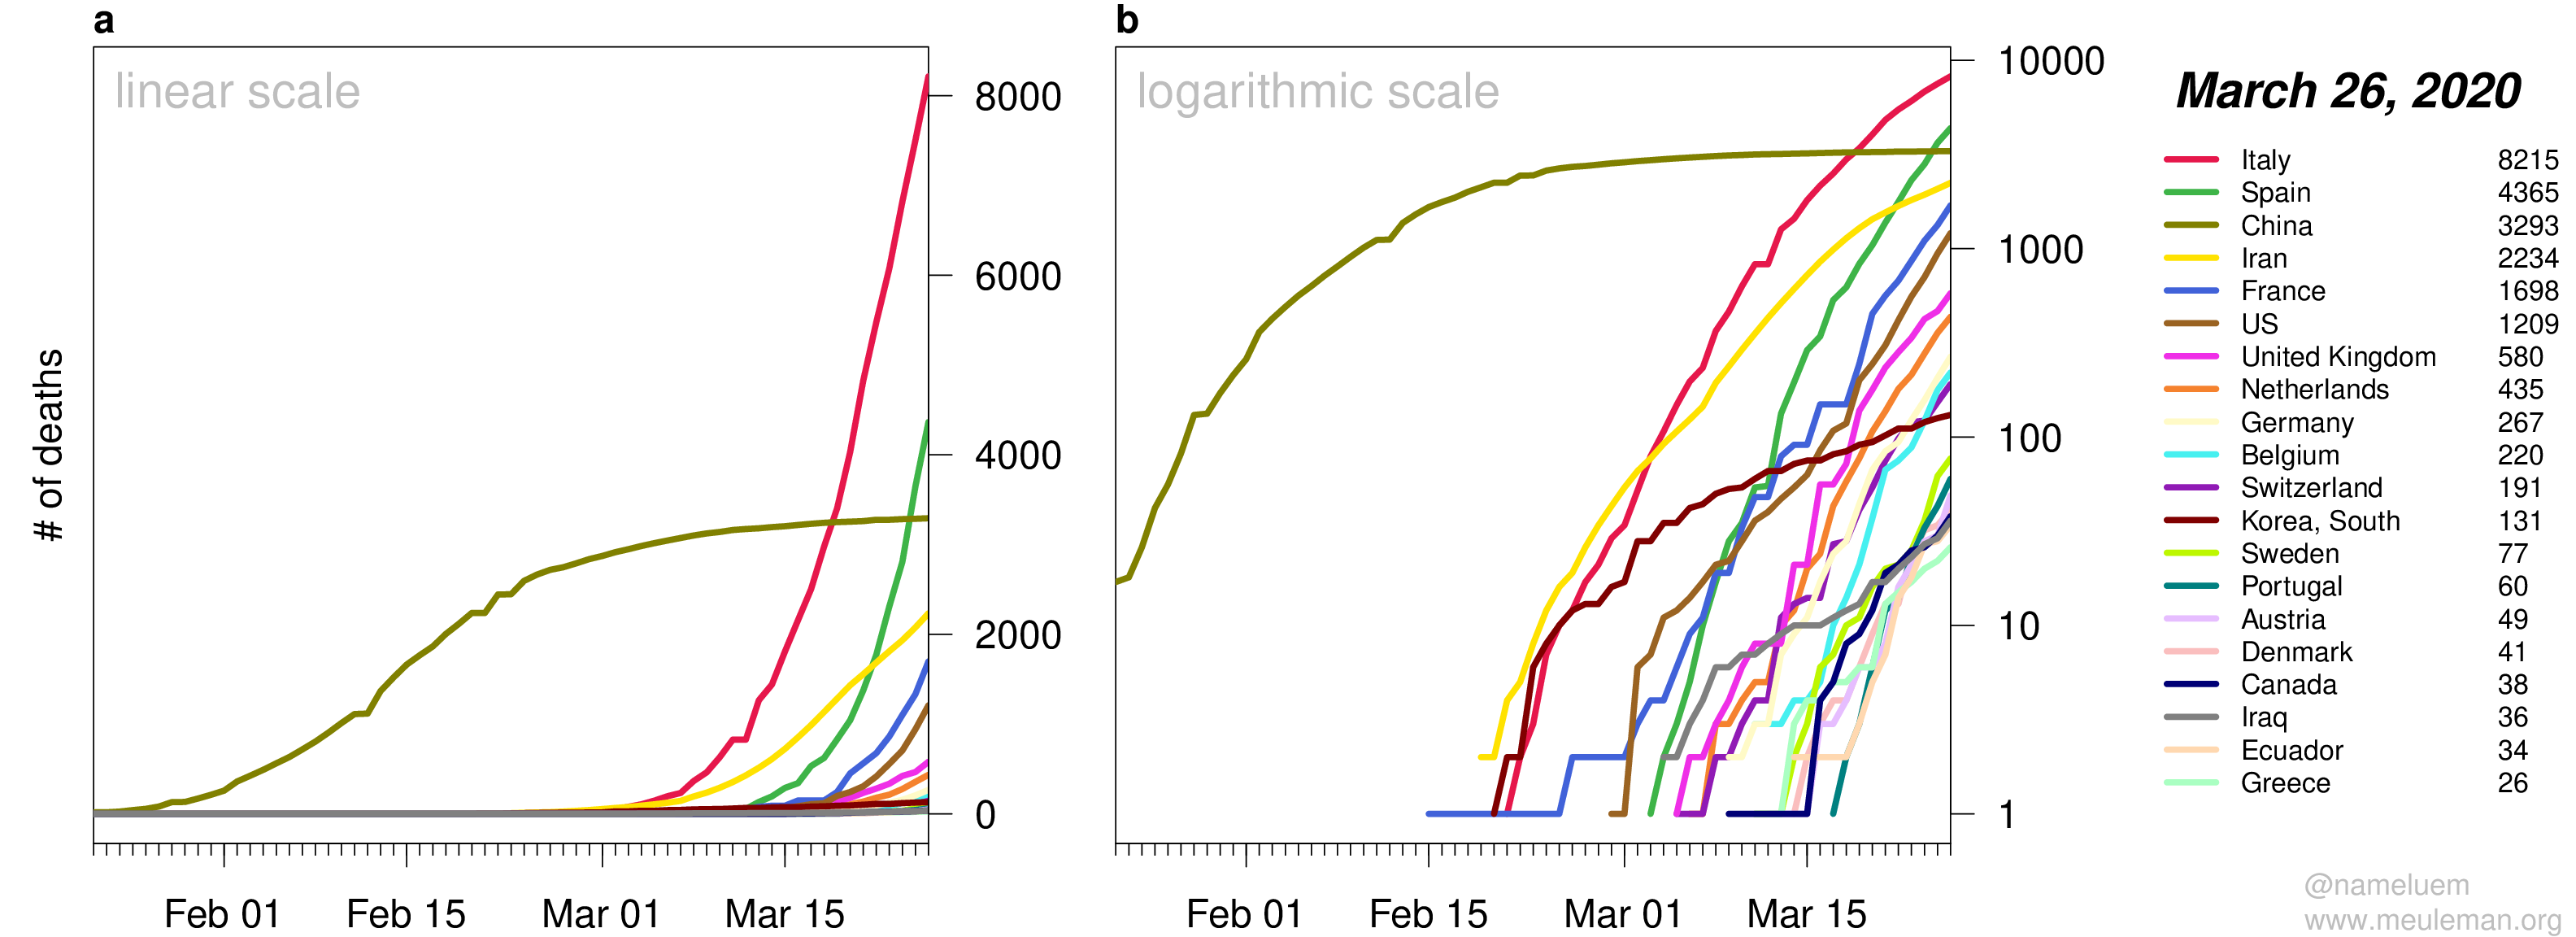 a
linear scale
# of deaths
8000
6000
4000
2000
0
Feb 01 Feb 15 Mar 01 Mar 15
b
logarithmic scale
10000
1000
100
10
1
Feb 01 Feb 15 Mar 01 Mar 15
March 26, 2020
Italy 8215
Spain 4365
China 3293
Iran 2234
France 1698
US 1209
United Kingdom 580
Netherlands 435
Germany 267
Belgium 220
Switzerland 191
Korea, South 131
Sweden 77
Portugal 60
Austria 49
Denmark 41
Canada 38
Iraq 36
Ecuador 34
Greece 26
@nameluem
www.meuleman.org